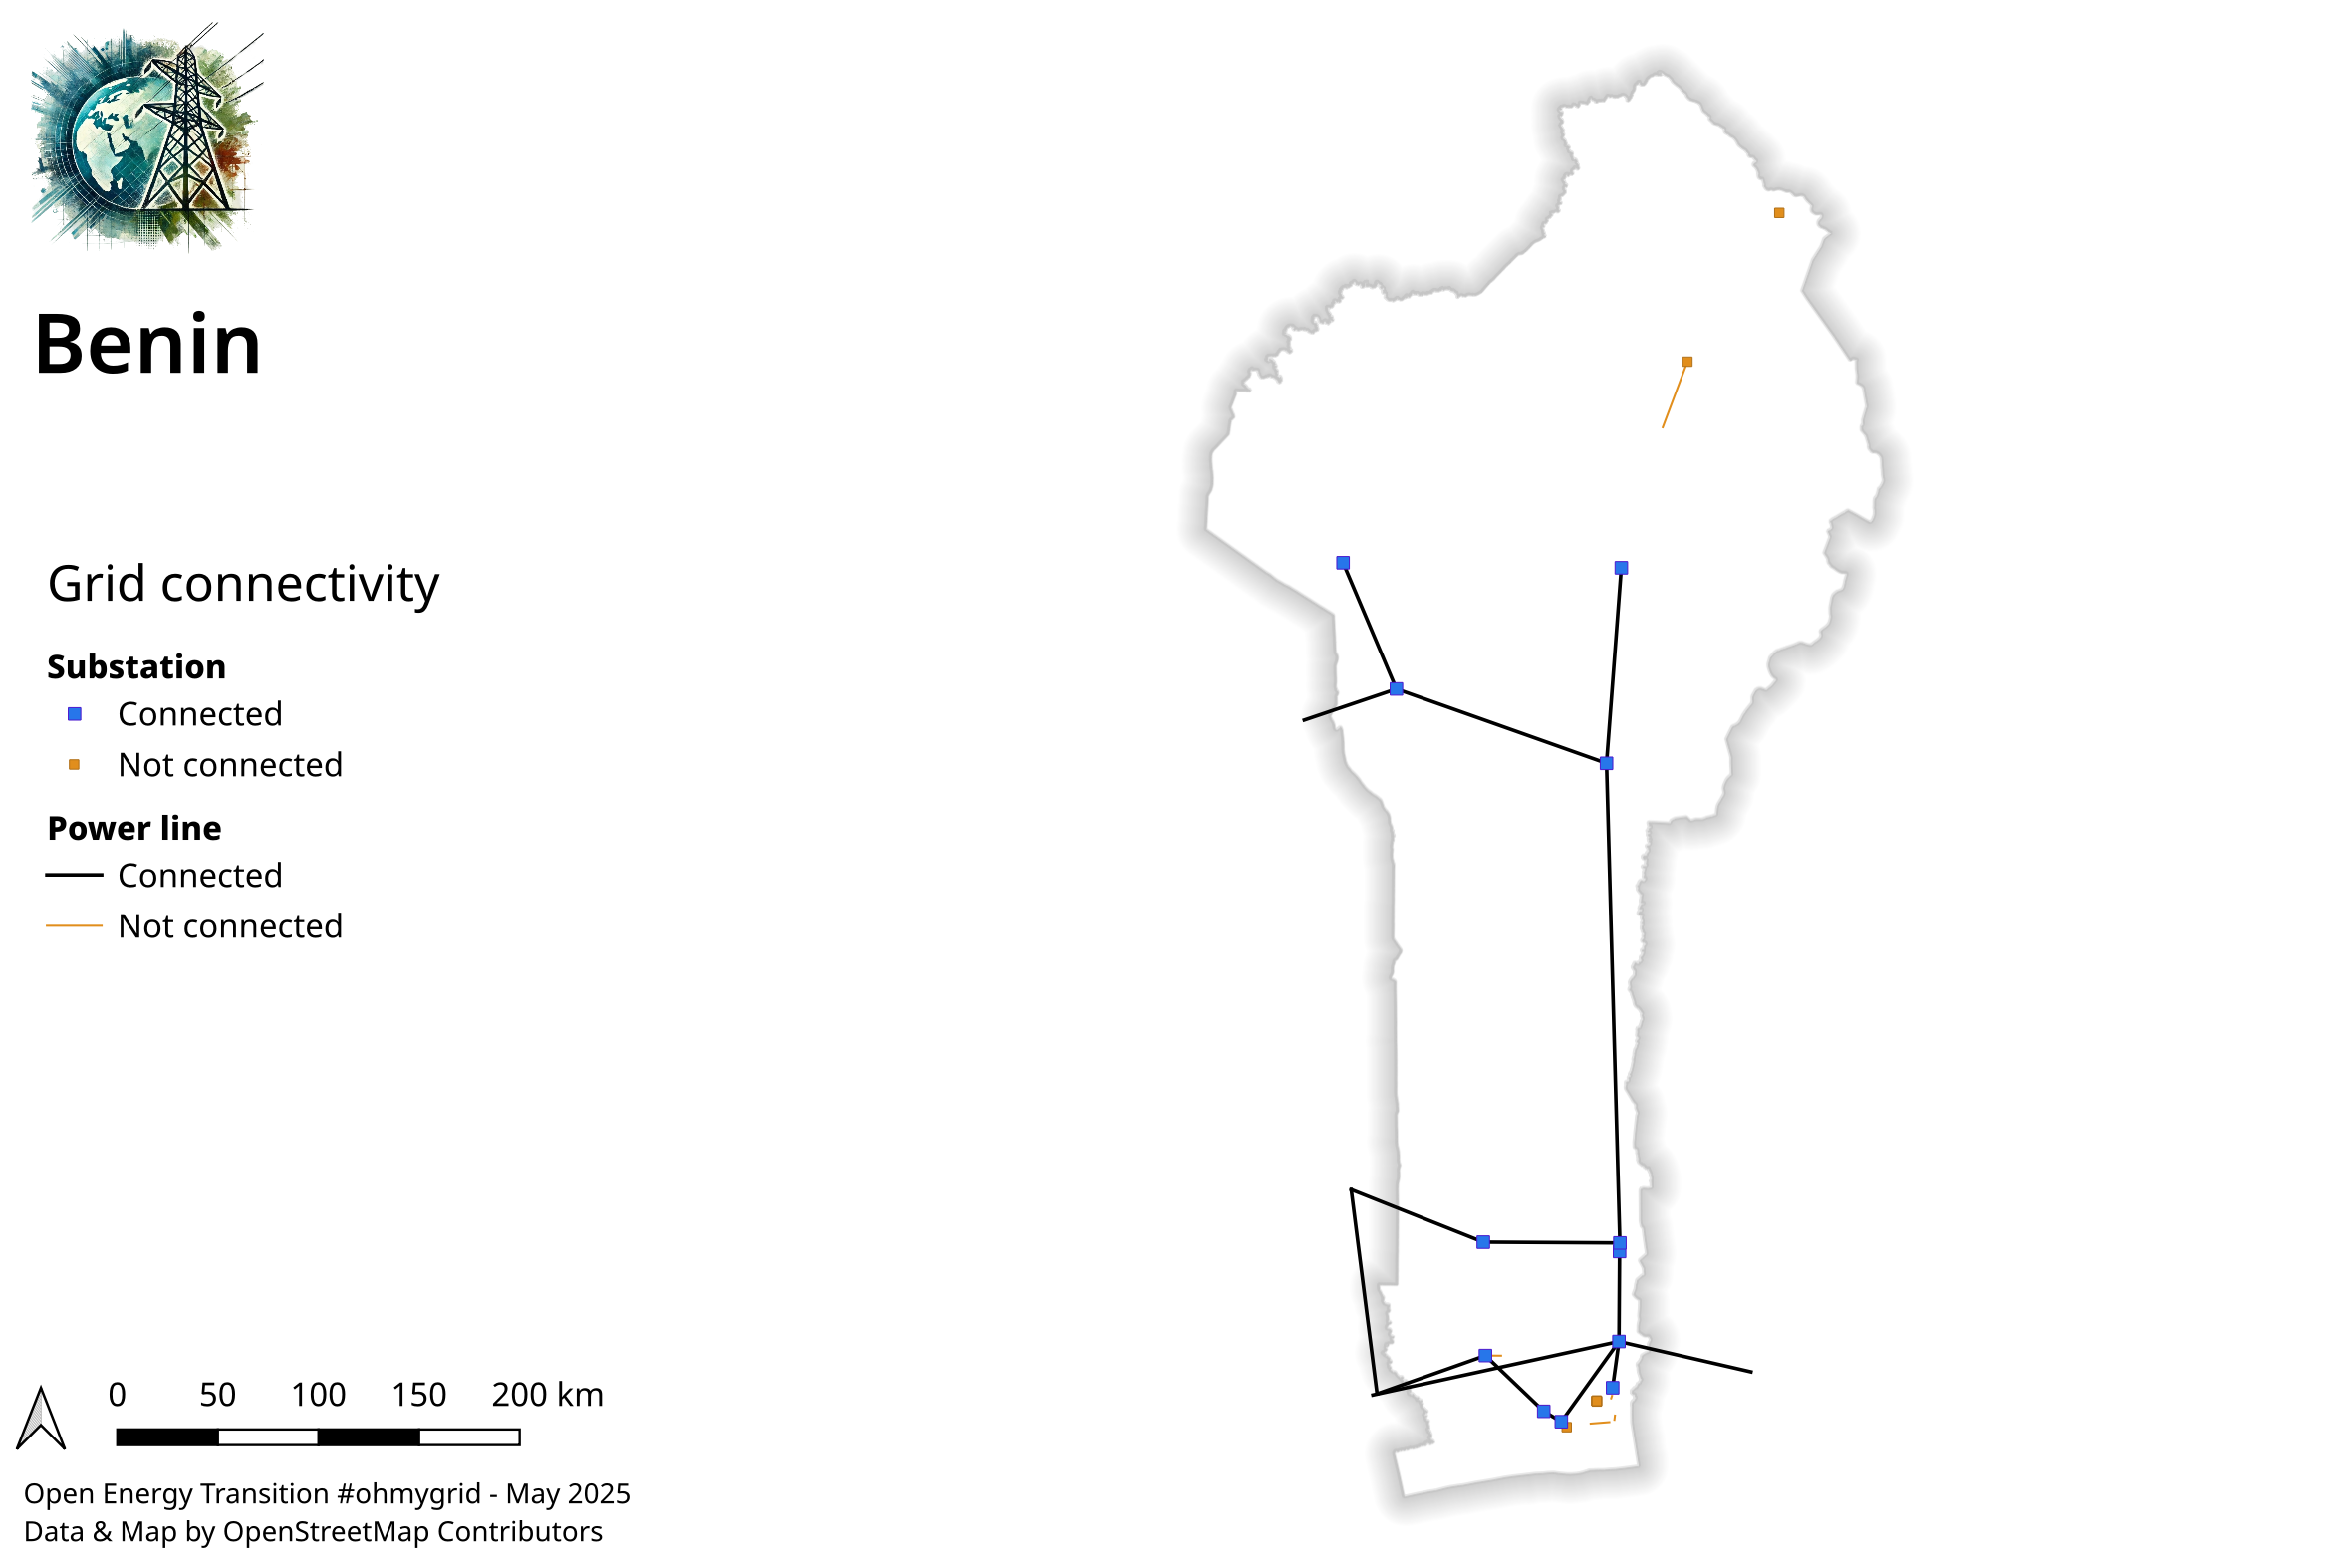 Benin
Grid connectivity
Substation
Connected
Not connected
Power line
Connected
Not connected
0 50 100 150 200 km
Open Energy Transition #ohmygrid - May 2025
Data & Map by OpenStreetMap Contributors